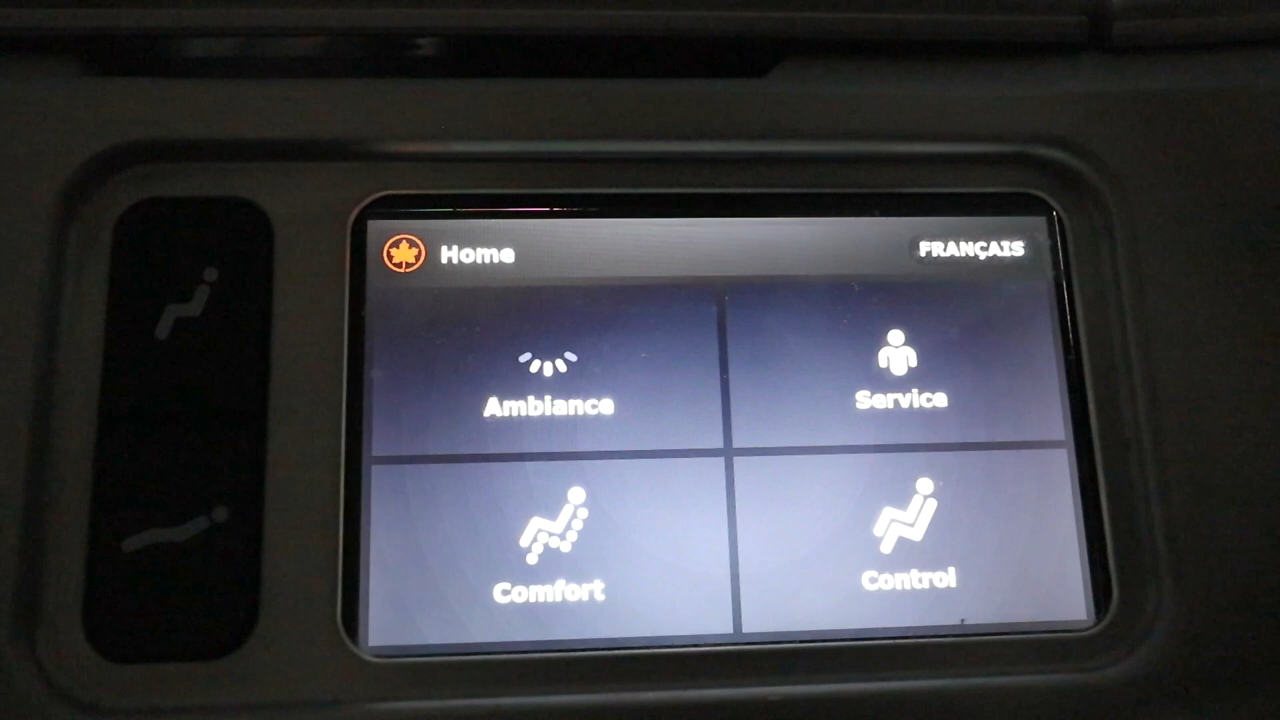 Home
FRANÇAIS
Ambiance
Service
Comfort
Control